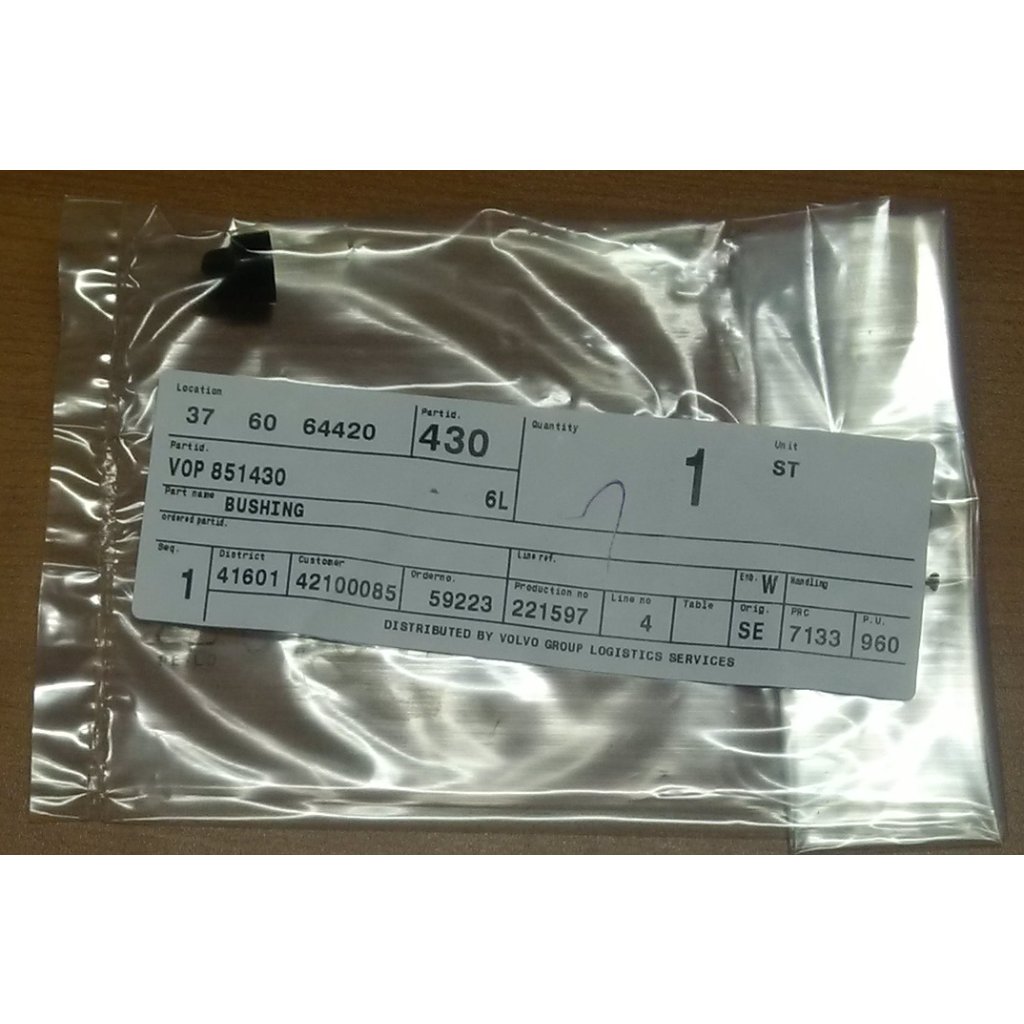 Location Partid. Quantity Unit
37 60 64420 430 1 ST
Partid.
VOP 851430 6L
Part name BUSHING
ordered partid. Line ref.
Seq. District Customer Orderno. Production no Line no Table Emb. W Handling
1 41601 42100085 59223 221597 4 Orig. SE PRC 7133 P.U. 960
DISTRIBUTED BY VOLVO GROUP LOGISTICS SERVICES